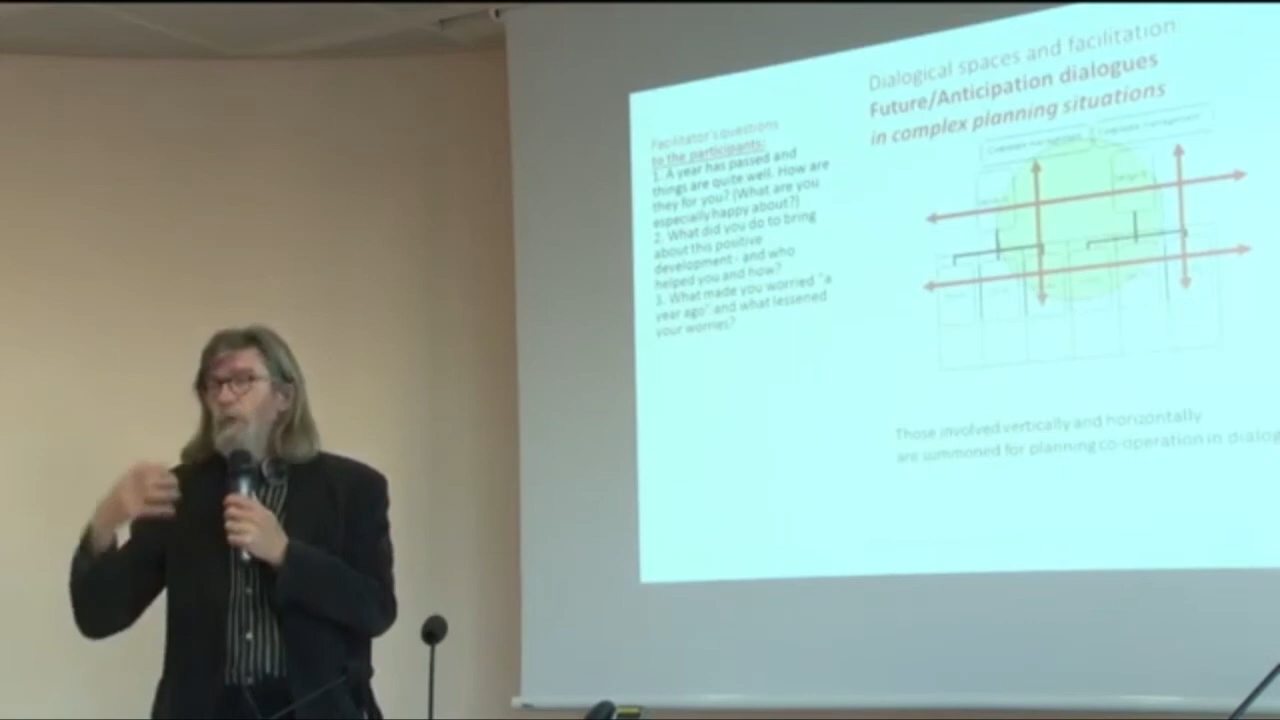 Dialogical spaces and facilitation
Future/Anticipation dialogues
in complex planning situations
Facilitator's questions
to the participants:
1. A year has passed and
things are quite well. How are
they for you? (What are you
especially happy about?)
2. What did you do to bring
about this positive
development - and who
helped you and how?
3. What made you worried "a
year ago" and what lessened
your worries?
Those involved vertically and horizontally
are summoned for planning co-operation in dialog